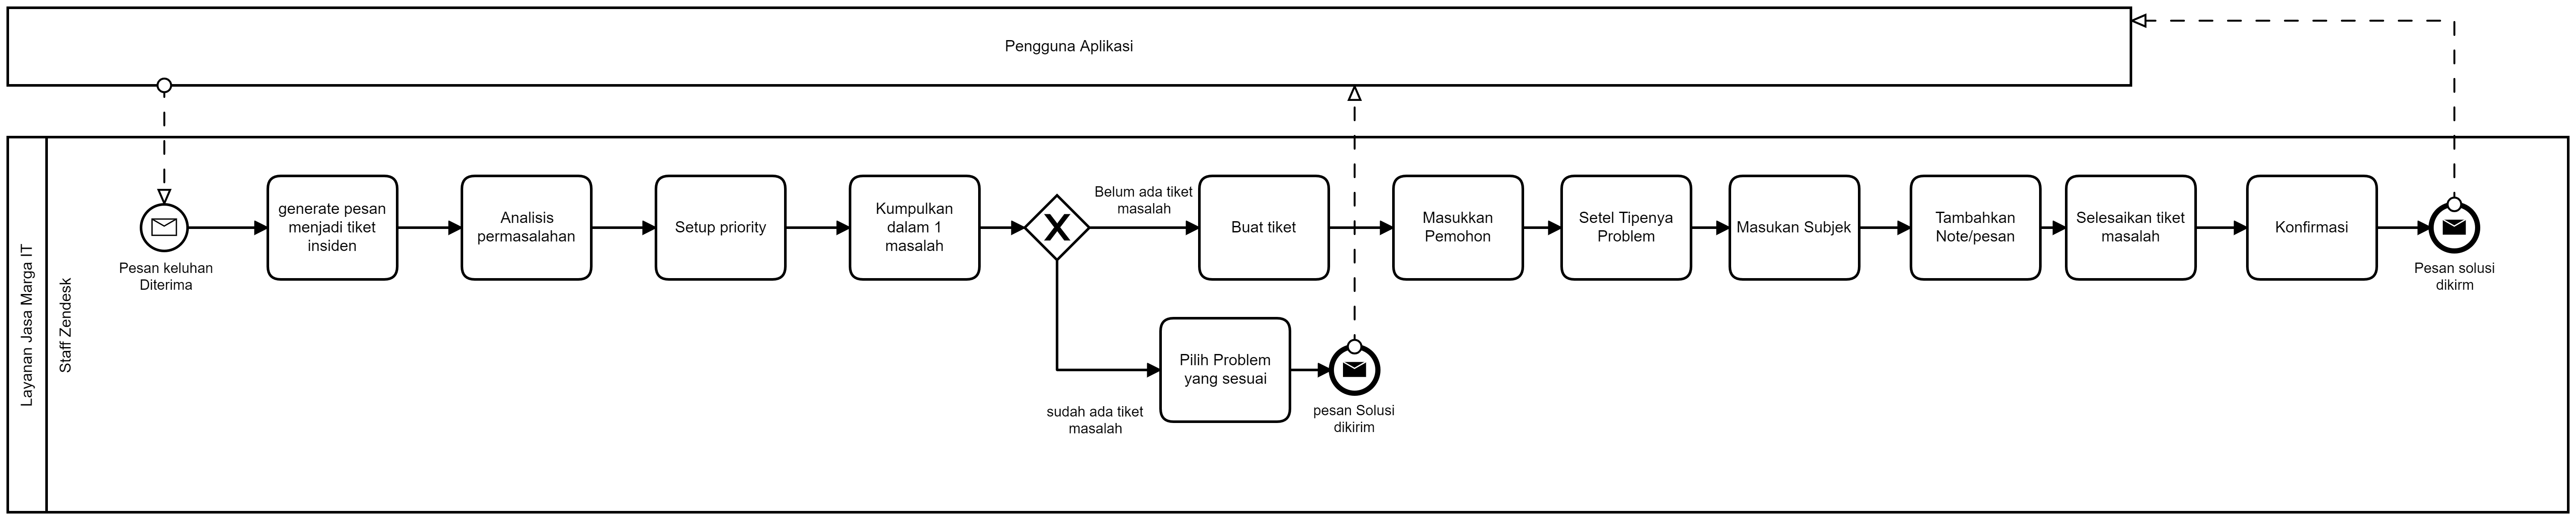 Pengguna Aplikasi
Layanan Jasa Marga IT
Staff Zendesk
Pesan keluhan
Diterima
generate pesan
menjadi tiket
insiden
Analisis
permasalahan
Setup priority
Kumpulkan
dalam 1
masalah
X
Belum ada tiket
masalah
Buat tiket
Masukkan
Pemohon
Setel Tipenya
Problem
Masukan Subjek
Tambahkan
Note/pesan
Selesaikan tiket
masalah
Konfirmasi
Pesan solusi
dikirm
sudah ada tiket
masalah
Pilih Problem
yang sesuai
pesan Solusi
dikirim